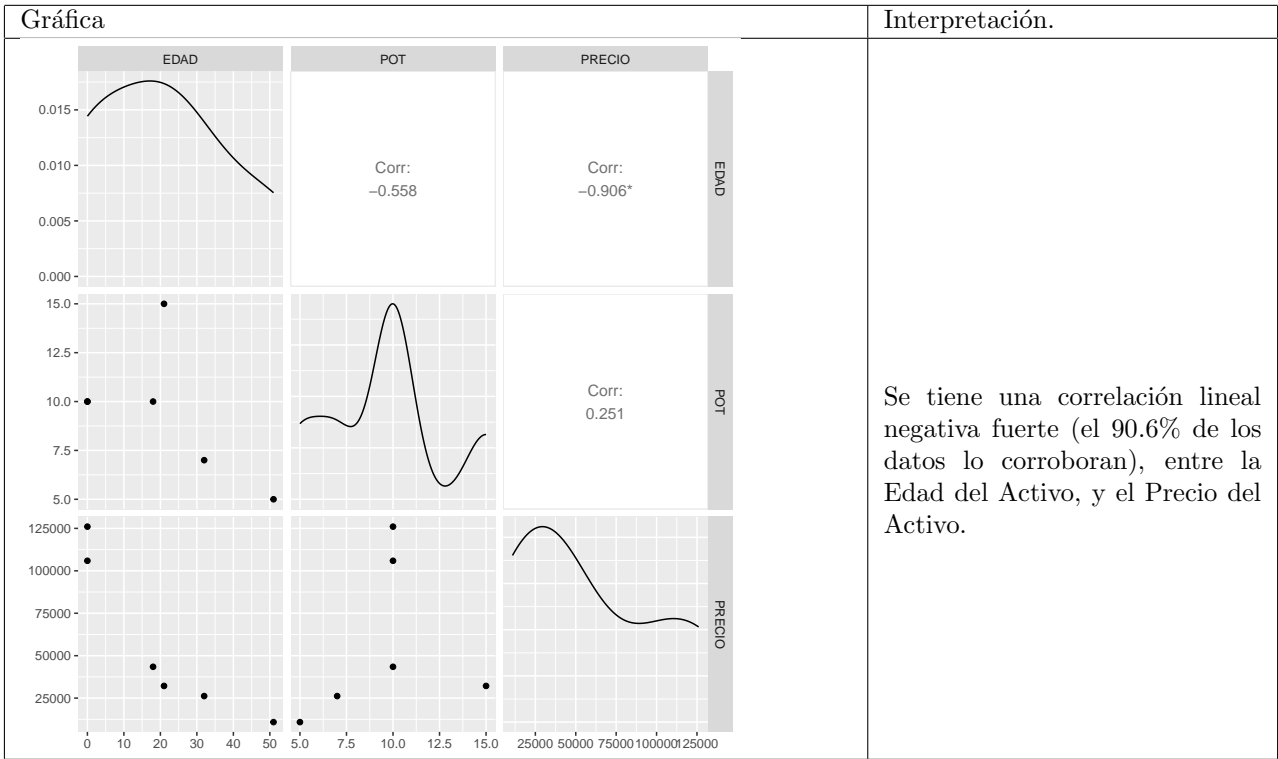 Gráfica
Interpretación.
EDAD
POT
PRECIO
0.015
0.010
0.005
0.000
Corr:
−0.558
Corr:
−0.906*
EDAD
15.0
12.5
10.0
7.5
5.0
Corr:
0.251
POT
125000
100000
75000
50000
25000
PRECIO
0 10 20 30 40 50
5.0 7.5 10.0 12.5 15.0
25000 50000 75000 100000 125000
Se tiene una correlación lineal
negativa fuerte (el 90.6% de los
datos lo corroboran), entre la
Edad del Activo, y el Precio del
Activo.